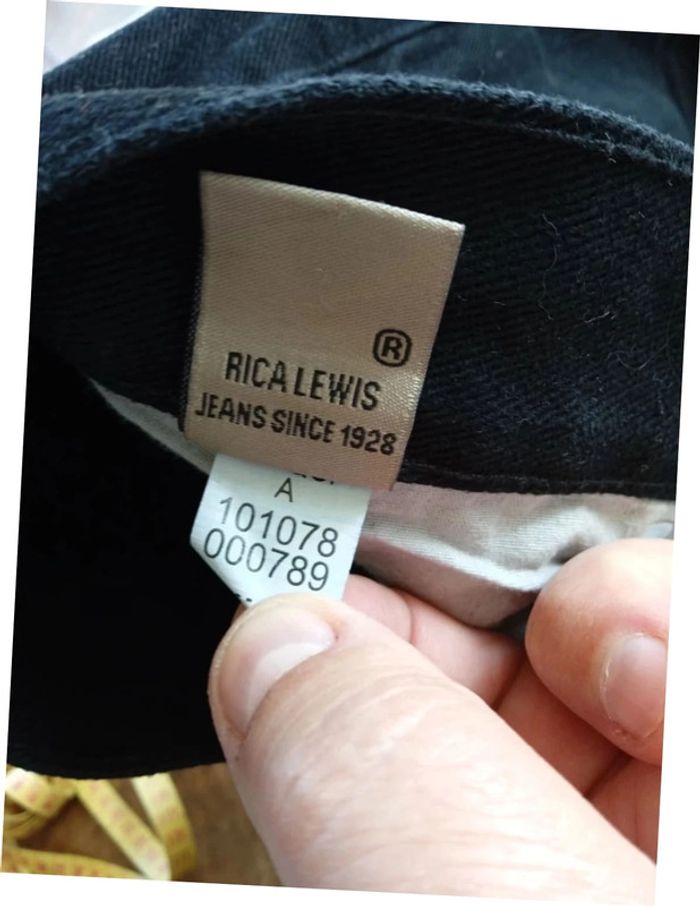 ®
RICA LEWIS
JEANS SINCE 1928
A
101078
000789